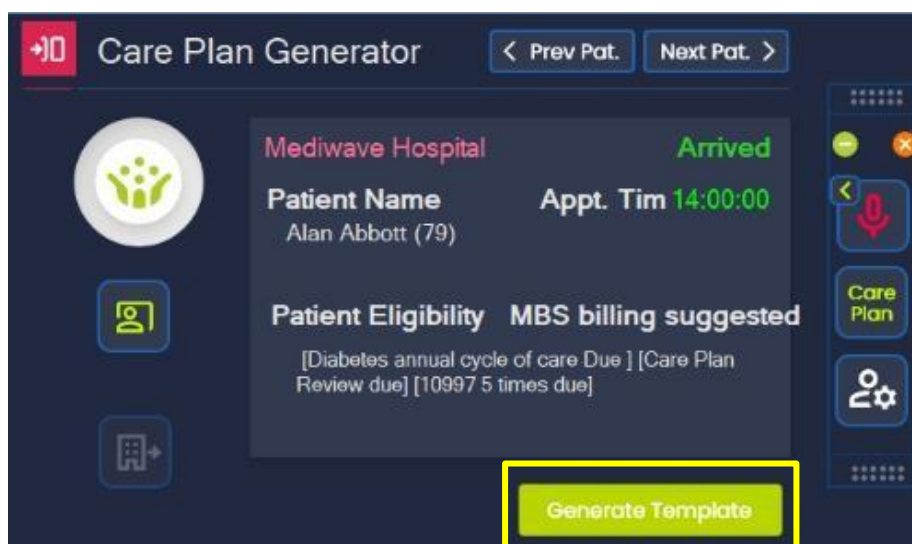 Care Plan Generator
< Prev Pat.
Next Pat. >
Mediwave Hospital
Arrived
Patient Name
Appt. Tim 14:00:00
Alan Abbott (79)
Patient Eligibility
MBS billing suggested
[Diabetes annual cycle of care Due ] [Care Plan
Review due] [10997 5 times due]
Generate Template
Care
Plan